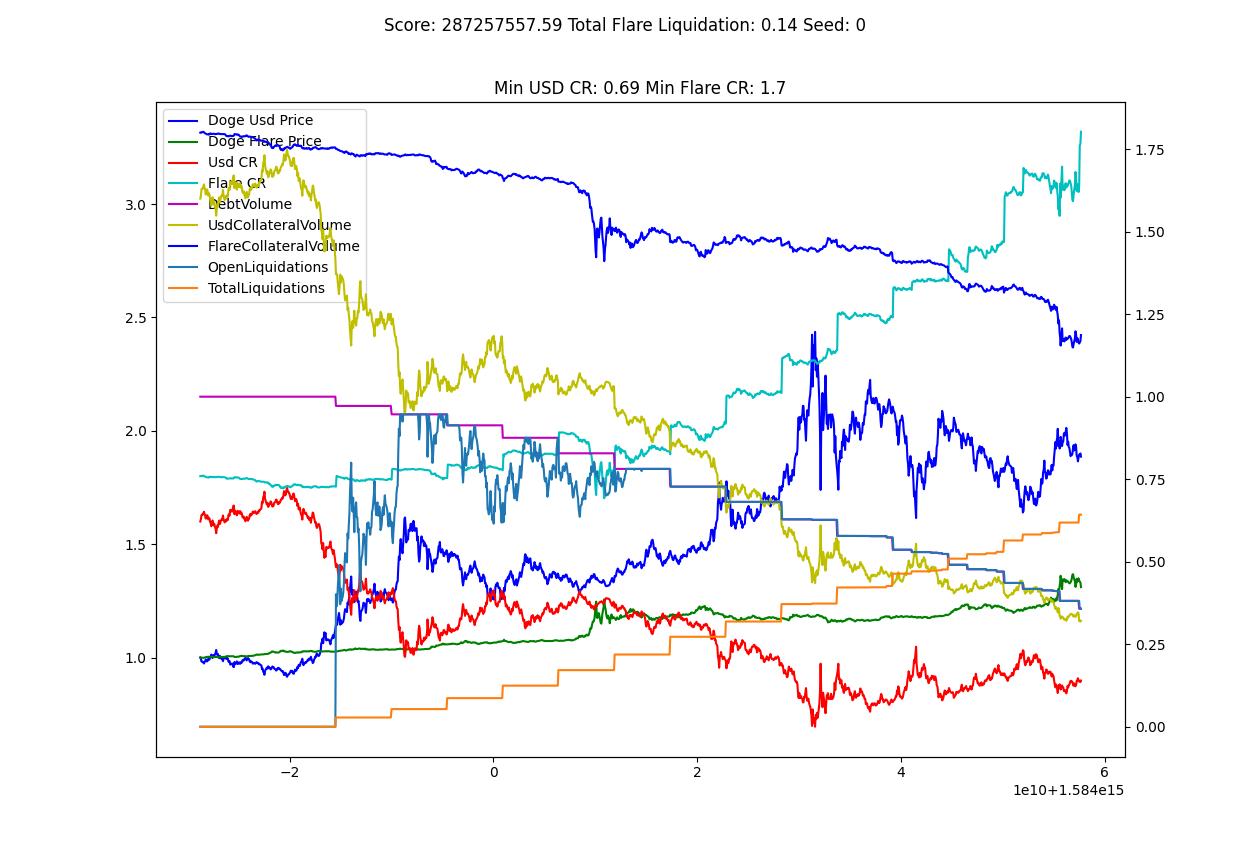 Score: 287257557.59 Total Flare Liquidation: 0.14 Seed: 0
Min USD CR: 0.69 Min Flare CR: 1.7
Doge Usd Price
Doge Flare Price
Usd CR
Flare CR
DebtVolume
UsdCollateralVolume
FlareCollateralVolume
OpenLiquidations
TotalLiquidations
3.0
2.5
2.0
1.5
1.0
1.75
1.50
1.25
1.00
0.75
0.50
0.25
0.00
−2
0
2
4
6
1e10+1.584e15